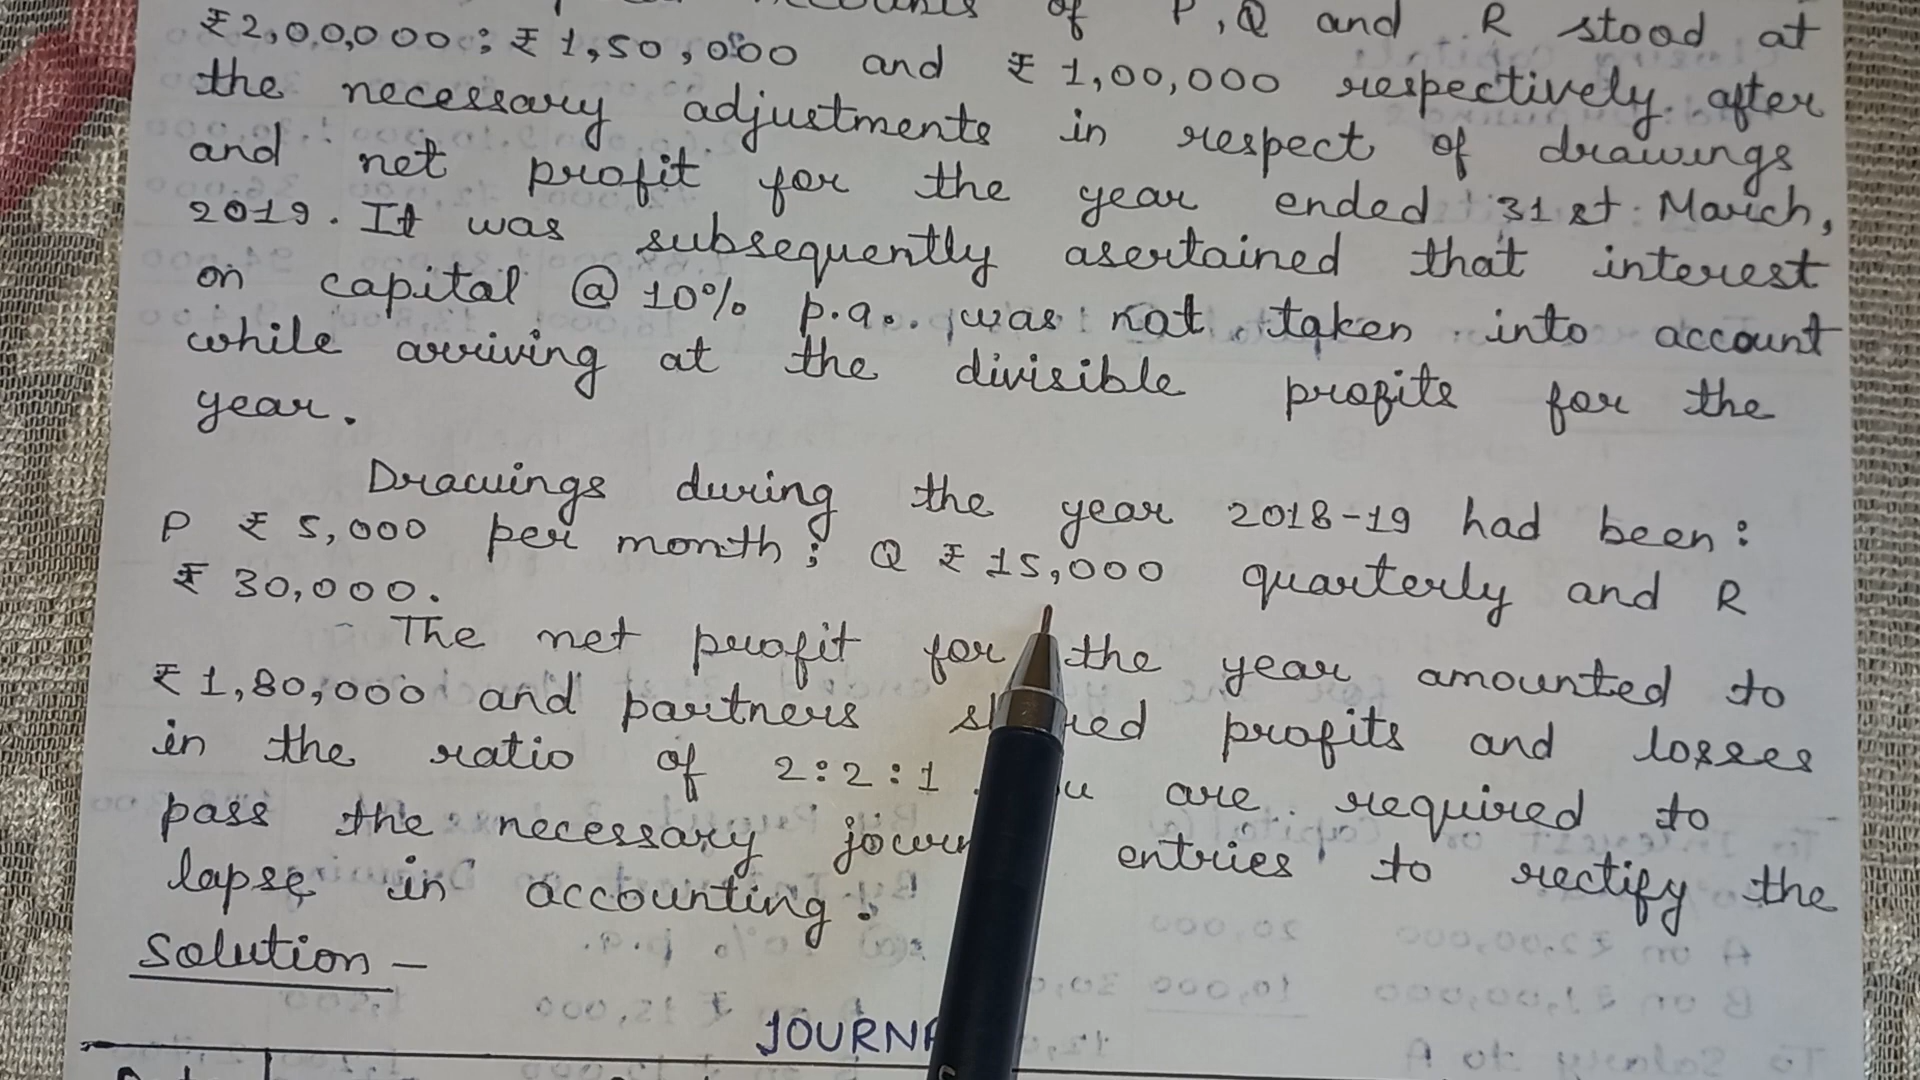 of P, Q and R stood at
₹2,00,000; ₹1,50,000 and ₹1,00,000 respectively after
the necessary adjustments in respect of drawings
and net profit for the year ended 31st March,
2019. It was subsequently asertained that interest
on capital @ 10% p.a. was not taken into account
while arriving at the divisible profits for the
year.
Drawings during the year 2018-19 had been:
P ₹5,000 per month; Q ₹15,000 quarterly and R
₹30,000.
The net profit for the year amounted to
₹1,80,000 and partners profits and losses
in the ratio of 2:2:1. are required to
pass the necessary entries to rectify the
lapse in accounting.
Solution -